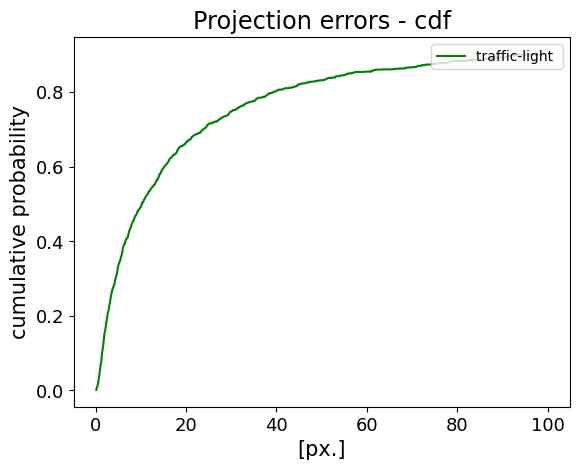 Projection errors - cdf
traffic-light
cumulative probability
0.8
0.6
0.4
0.2
0.0
0 20 40 60 80 100
[px.]